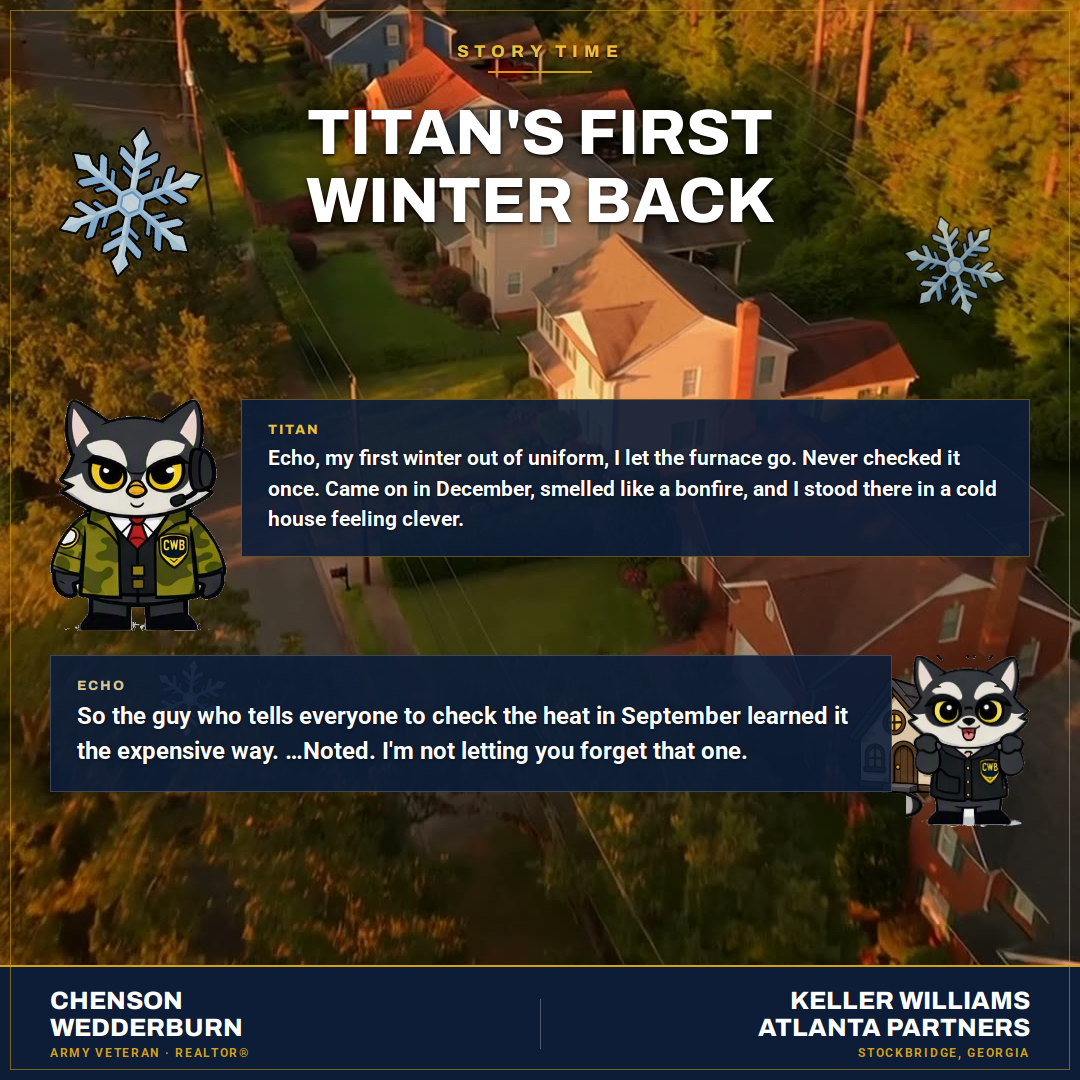 STORY TIME
TITAN'S FIRST
WINTER BACK
TITAN
Echo, my first winter out of uniform, I let the furnace go. Never checked it
once. Came on in December, smelled like a bonfire, and I stood there in a cold
house feeling clever.
CWB
ECHO
So the guy who tells everyone to check the heat in September learned it
the expensive way. …Noted. I'm not letting you forget that one.
CWB
CHENSON
WEDDERBURN
ARMY VETERAN · REALTOR®
KELLER WILLIAMS
ATLANTA PARTNERS
STOCKBRIDGE, GEORGIA